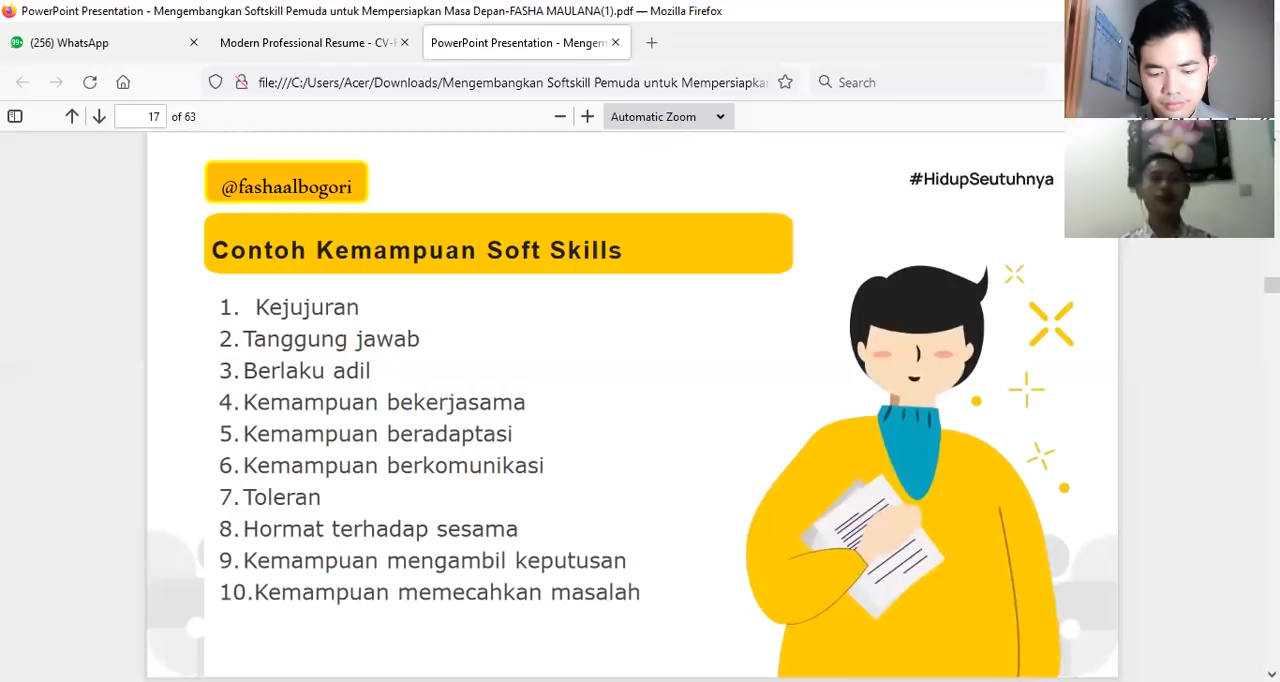 PowerPoint Presentation - Mengembangkan Softskill Pemuda untuk Mempersiapkan Masa Depan-FASHA MAULANA(1).pdf — Mozilla Firefox
99+ (256) WhatsApp
Modern Professional Resume - CV-F
PowerPoint Presentation - Mengem
file:///C:/Users/Acer/Downloads/Mengembangkan Softskill Pemuda untuk Mempersiapka
Search
17 of 63
Automatic Zoom
@fashaalbogori
#HidupSeutuhnya
Contoh Kemampuan Soft Skills
1. Kejujuran
2. Tanggung jawab
3. Berlaku adil
4. Kemampuan bekerjasama
5. Kemampuan beradaptasi
6. Kemampuan berkomunikasi
7. Toleran
8. Hormat terhadap sesama
9. Kemampuan mengambil keputusan
10.Kemampuan memecahkan masalah